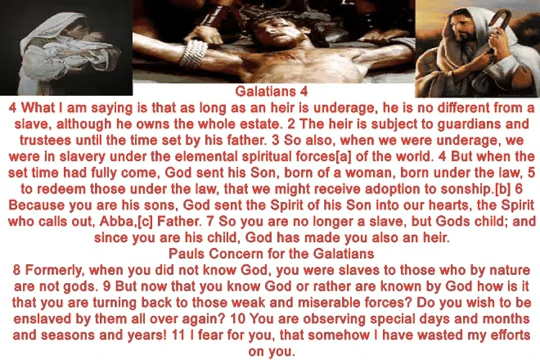 Galatians 4
4 What I am saying is that as long as an heir is underage, he is no different from a
slave, although he owns the whole estate. 2 The heir is subject to guardians and
trustees until the time set by his father. 3 So also, when we were underage, we
were in slavery under the elemental spiritual forces[a] of the world. 4 But when the
set time had fully come, God sent his Son, born of a woman, born under the law, 5
to redeem those under the law, that we might receive adoption to sonship.[b] 6
Because you are his sons, God sent the Spirit of his Son into our hearts, the Spirit
who calls out, Abba,[c] Father. 7 So you are no longer a slave, but Gods child; and
since you are his child, God has made you also an heir.
Pauls Concern for the Galatians
8 Formerly, when you did not know God, you were slaves to those who by nature
are not gods. 9 But now that you know God or rather are known by God how is it
that you are turning back to those weak and miserable forces? Do you wish to be
enslaved by them all over again? 10 You are observing special days and months
and seasons and years! 11 I fear for you, that somehow I have wasted my efforts
on you.